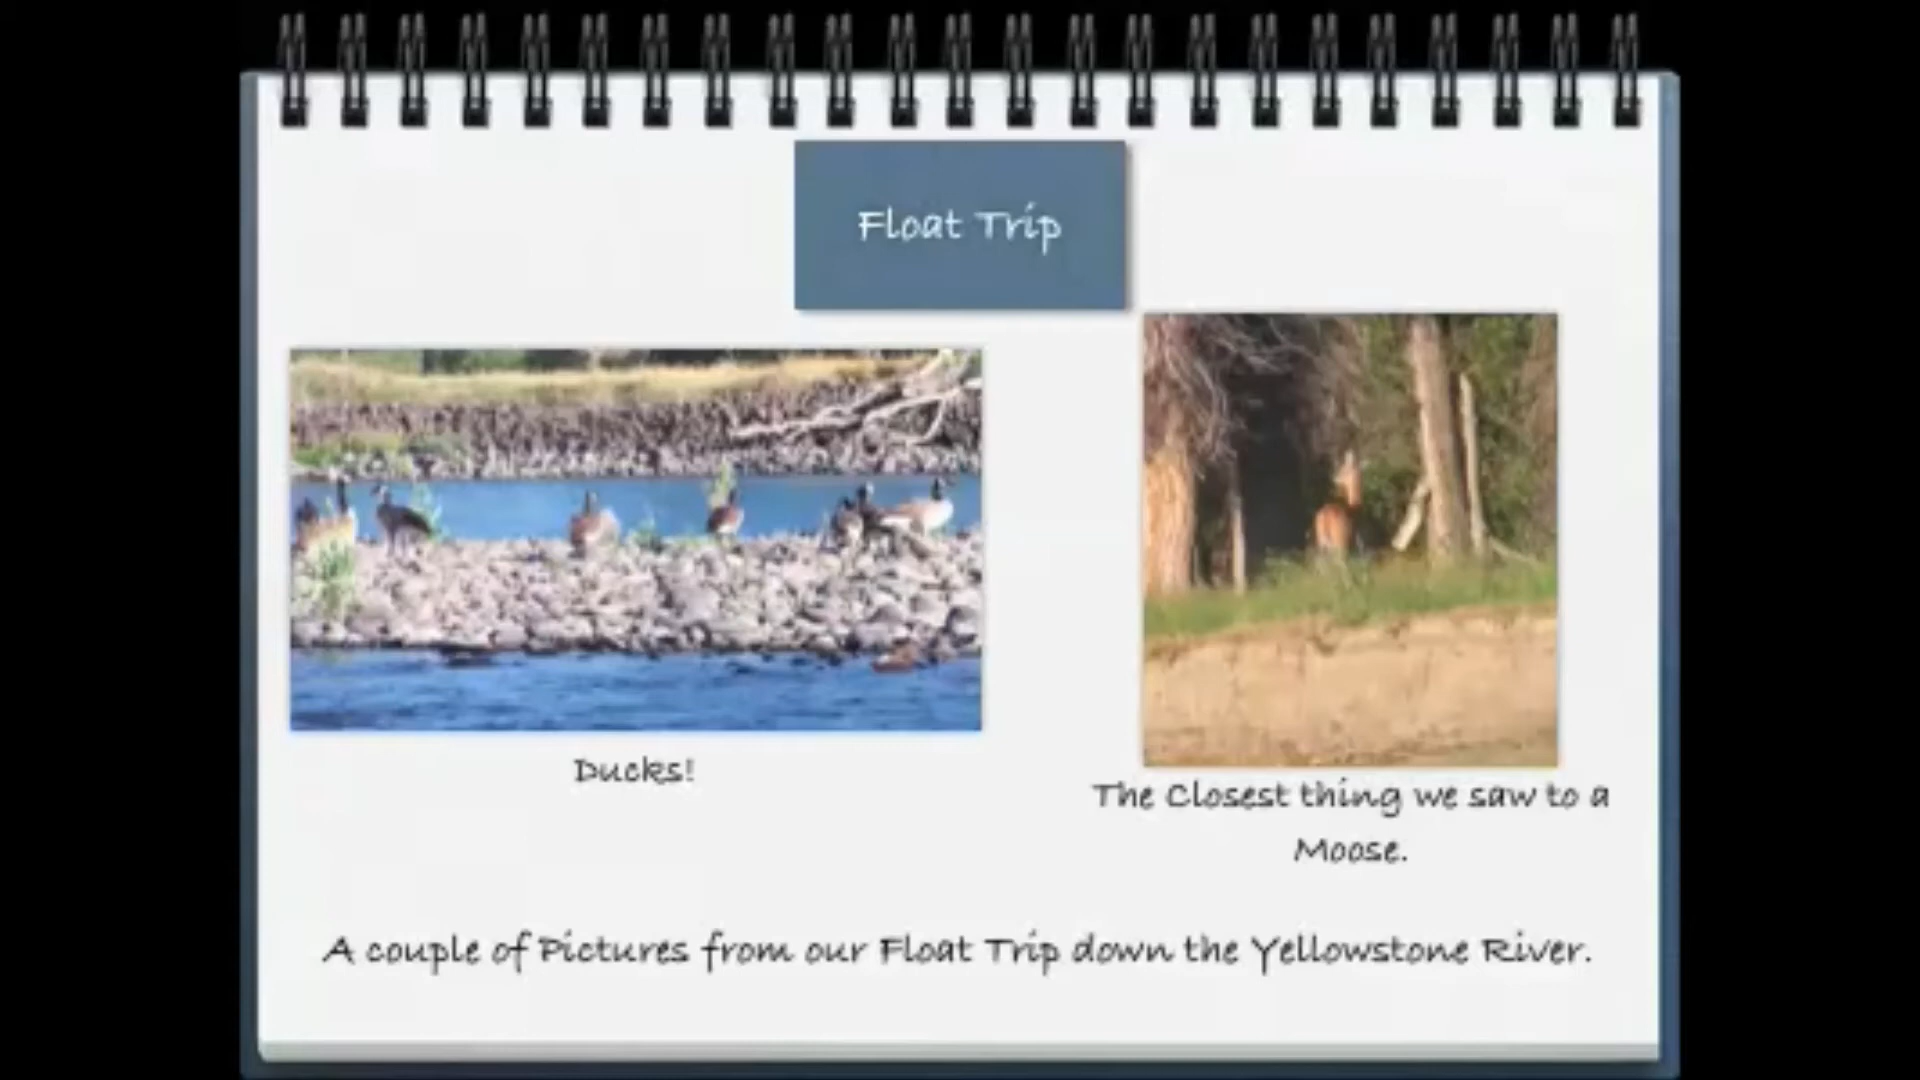 Float Trip
Ducks!
The Closest thing we saw to a
Moose.
A couple of Pictures from our Float Trip down the Yellowstone River.